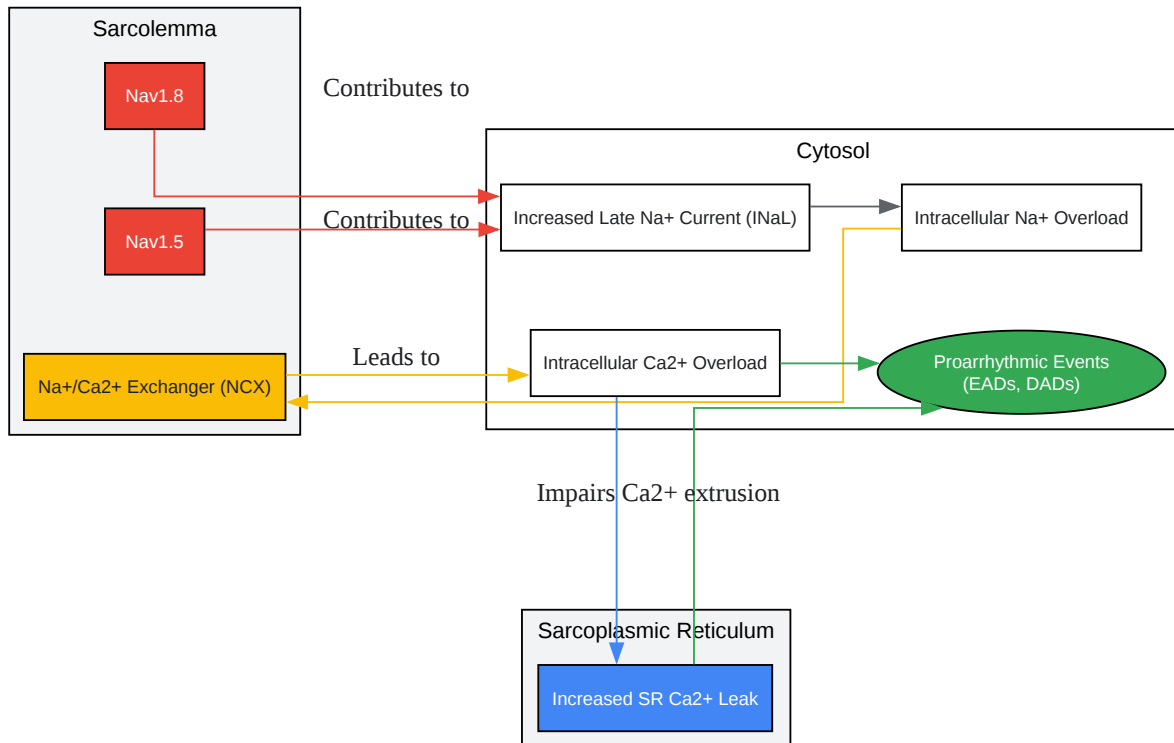 Sarcolemma
Nav1.8
Contributes to
Cytosol
Increased Late Na+ Current (INaL)
Intracellular Na+ Overload
Nav1.5
Contributes to
Na+/Ca2+ Exchanger (NCX)
Leads to
Intracellular Ca2+ Overload
Proarrhythmic Events
(EADs, DADs)
Impairs Ca2+ extrusion
Sarcoplasmic Reticulum
Increased SR Ca2+ Leak